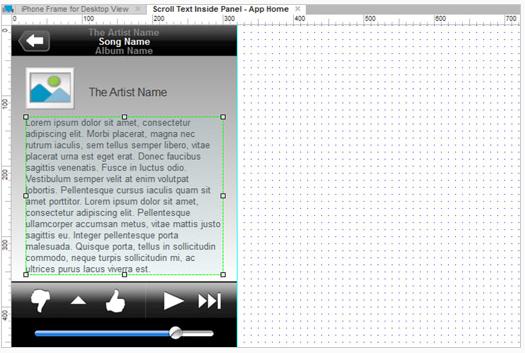 iPhone Frame for Desktop View
Scroll Text Inside Panel - App Home
0 100 200 300 400 500 600 700
0
100
200
300
400
The Artist Name
Song Name
Album Name
The Artist Name
Lorem ipsum dolor sit amet, consectetur
adipiscing elit. Morbi placerat, magna nec
rutrum iaculis, sem tellus semper libero, vitae
placerat urna est eget erat. Donec faucibus
sagittis venenatis. Fusce in luctus odio.
Vestibulum semper velit at enim volutpat
lobortis. Pellentesque cursus iaculis quam sit
amet porttitor. Lorem ipsum dolor sit amet,
consectetur adipiscing elit. Pellentesque
ullamcorper accumsan metus, vitae mattis justo
sagittis eu. Integer pellentesque porta
malesuada. Quisque porta, tellus in sollicitudin
commodo, neque turpis sollicitudin mi, ac
ultrices purus lacus viverra est.